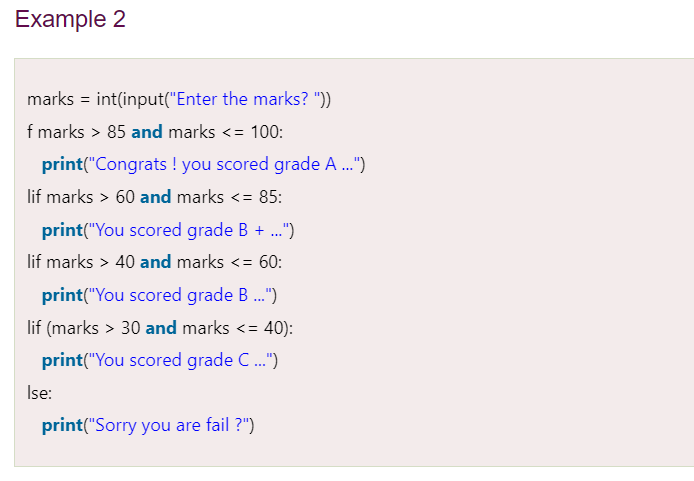 Example 2
marks = int(input("Enter the marks? "))
f marks > 85 and marks <= 100:
print("Congrats ! you scored grade A ...")
lif marks > 60 and marks <= 85:
print("You scored grade B + ...")
lif marks > 40 and marks <= 60:
print("You scored grade B ...")
lif (marks > 30 and marks <= 40):
print("You scored grade C ...")
lse:
print("Sorry you are fail ?")